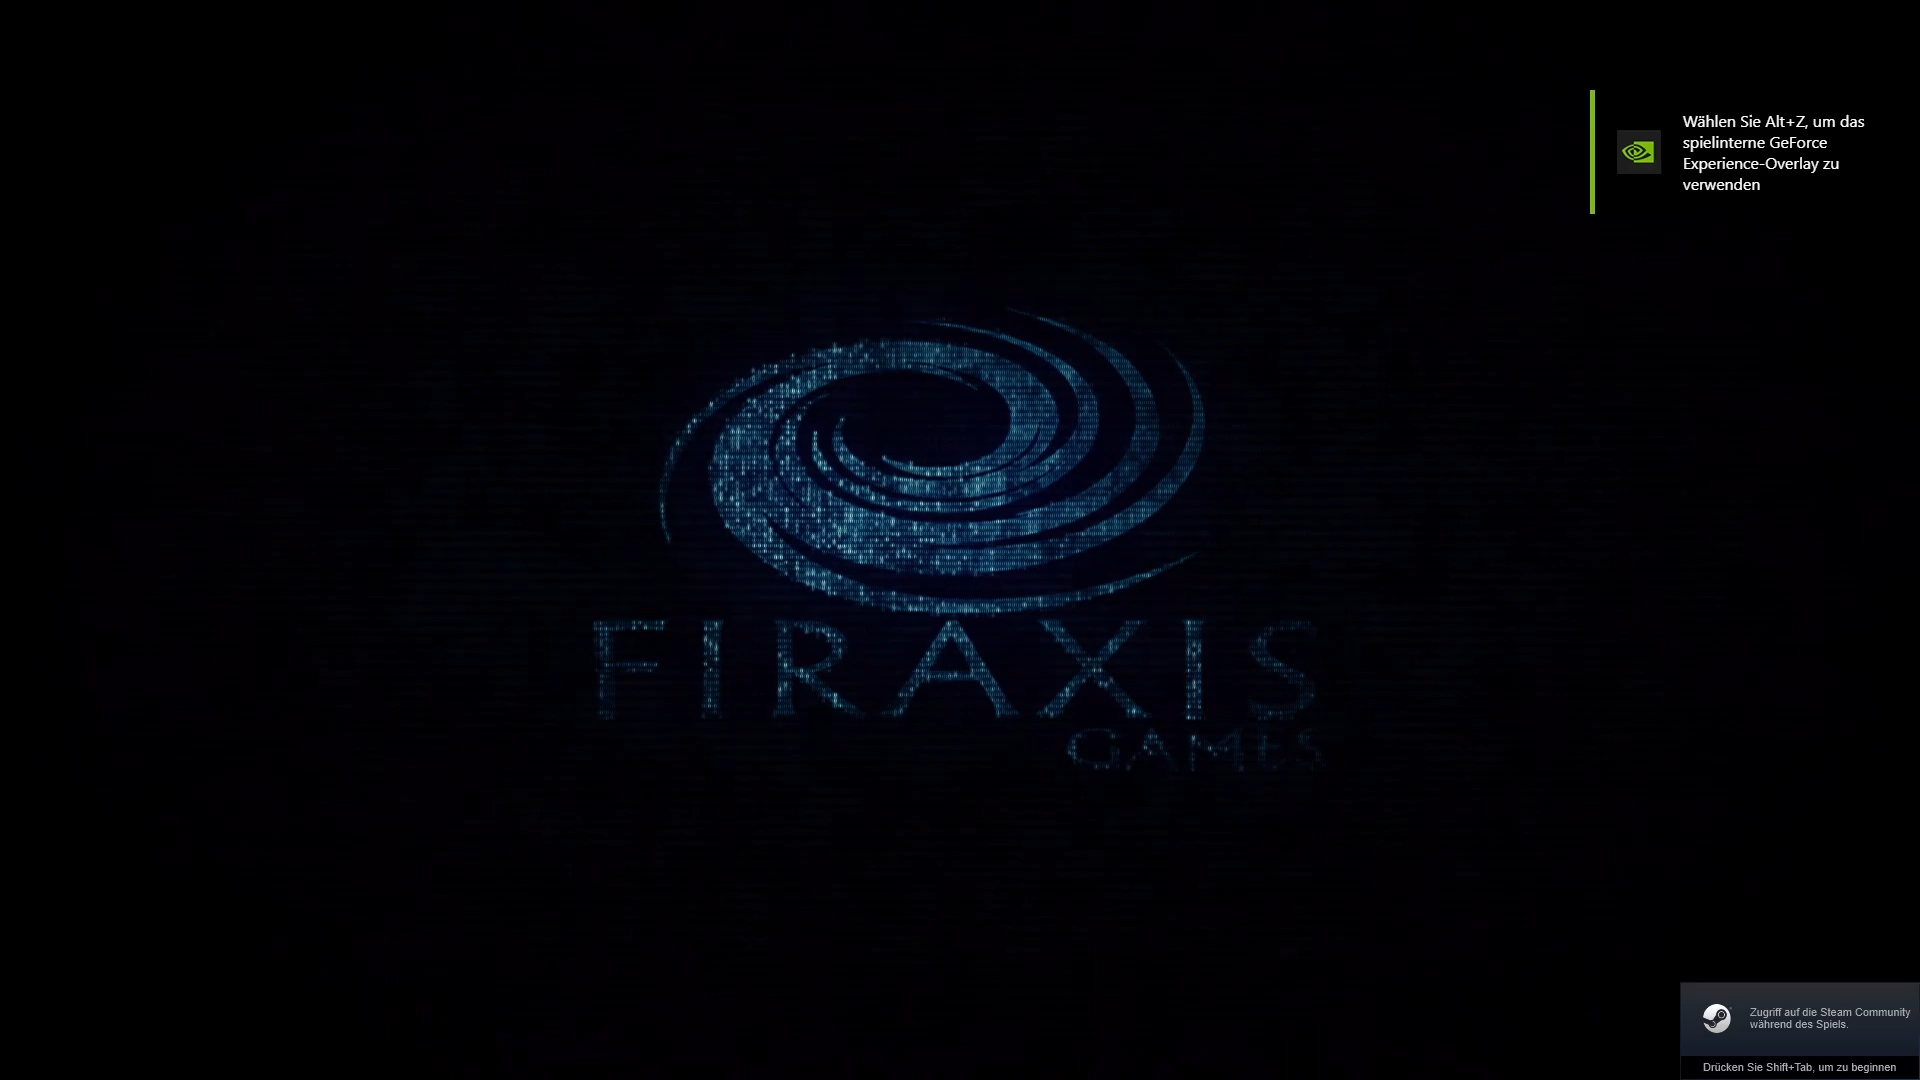 Wählen Sie Alt+Z, um das
spielinterne GeForce
Experience-Overlay zu
verwenden
FIRAXIS
GAMES
Zugriff auf die Steam Community
während des Spiels.
Drücken Sie Shift+Tab, um zu beginnen